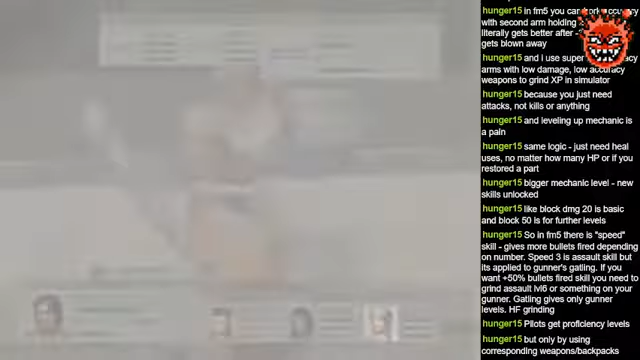 hunger15 in fm5 you can
with second arm holding
literally gets better after -
gets blown away
hunger15 and i use super
arms with low damage, low accuracy
weapons to grind XP in simulator
hunger15 because you just need
attacks, not kills or anything
hunger15 and leveling up mechanic is
a pain
hunger15 same logic - just need heal
uses, no matter how many HP or if you
restored a part
hunger15 bigger mechanic level - new
skills unlocked
hunger15 like block dmg 20 is basic
and block 50 is for further levels
hunger15 So in fm5 there is "speed"
skill - gives more bullets fired depending
on number. Speed 3 is assault skill but
its applied to gunner's gatling. If you
want +50% bullets fired skill you need to
grind assault lvl6 or something on your
gunner. Gatling gives only gunner
levels. HF grinding
hunger15 Pilots get proficiency levels
hunger15 but only by using
corresponding weapons/backpacks